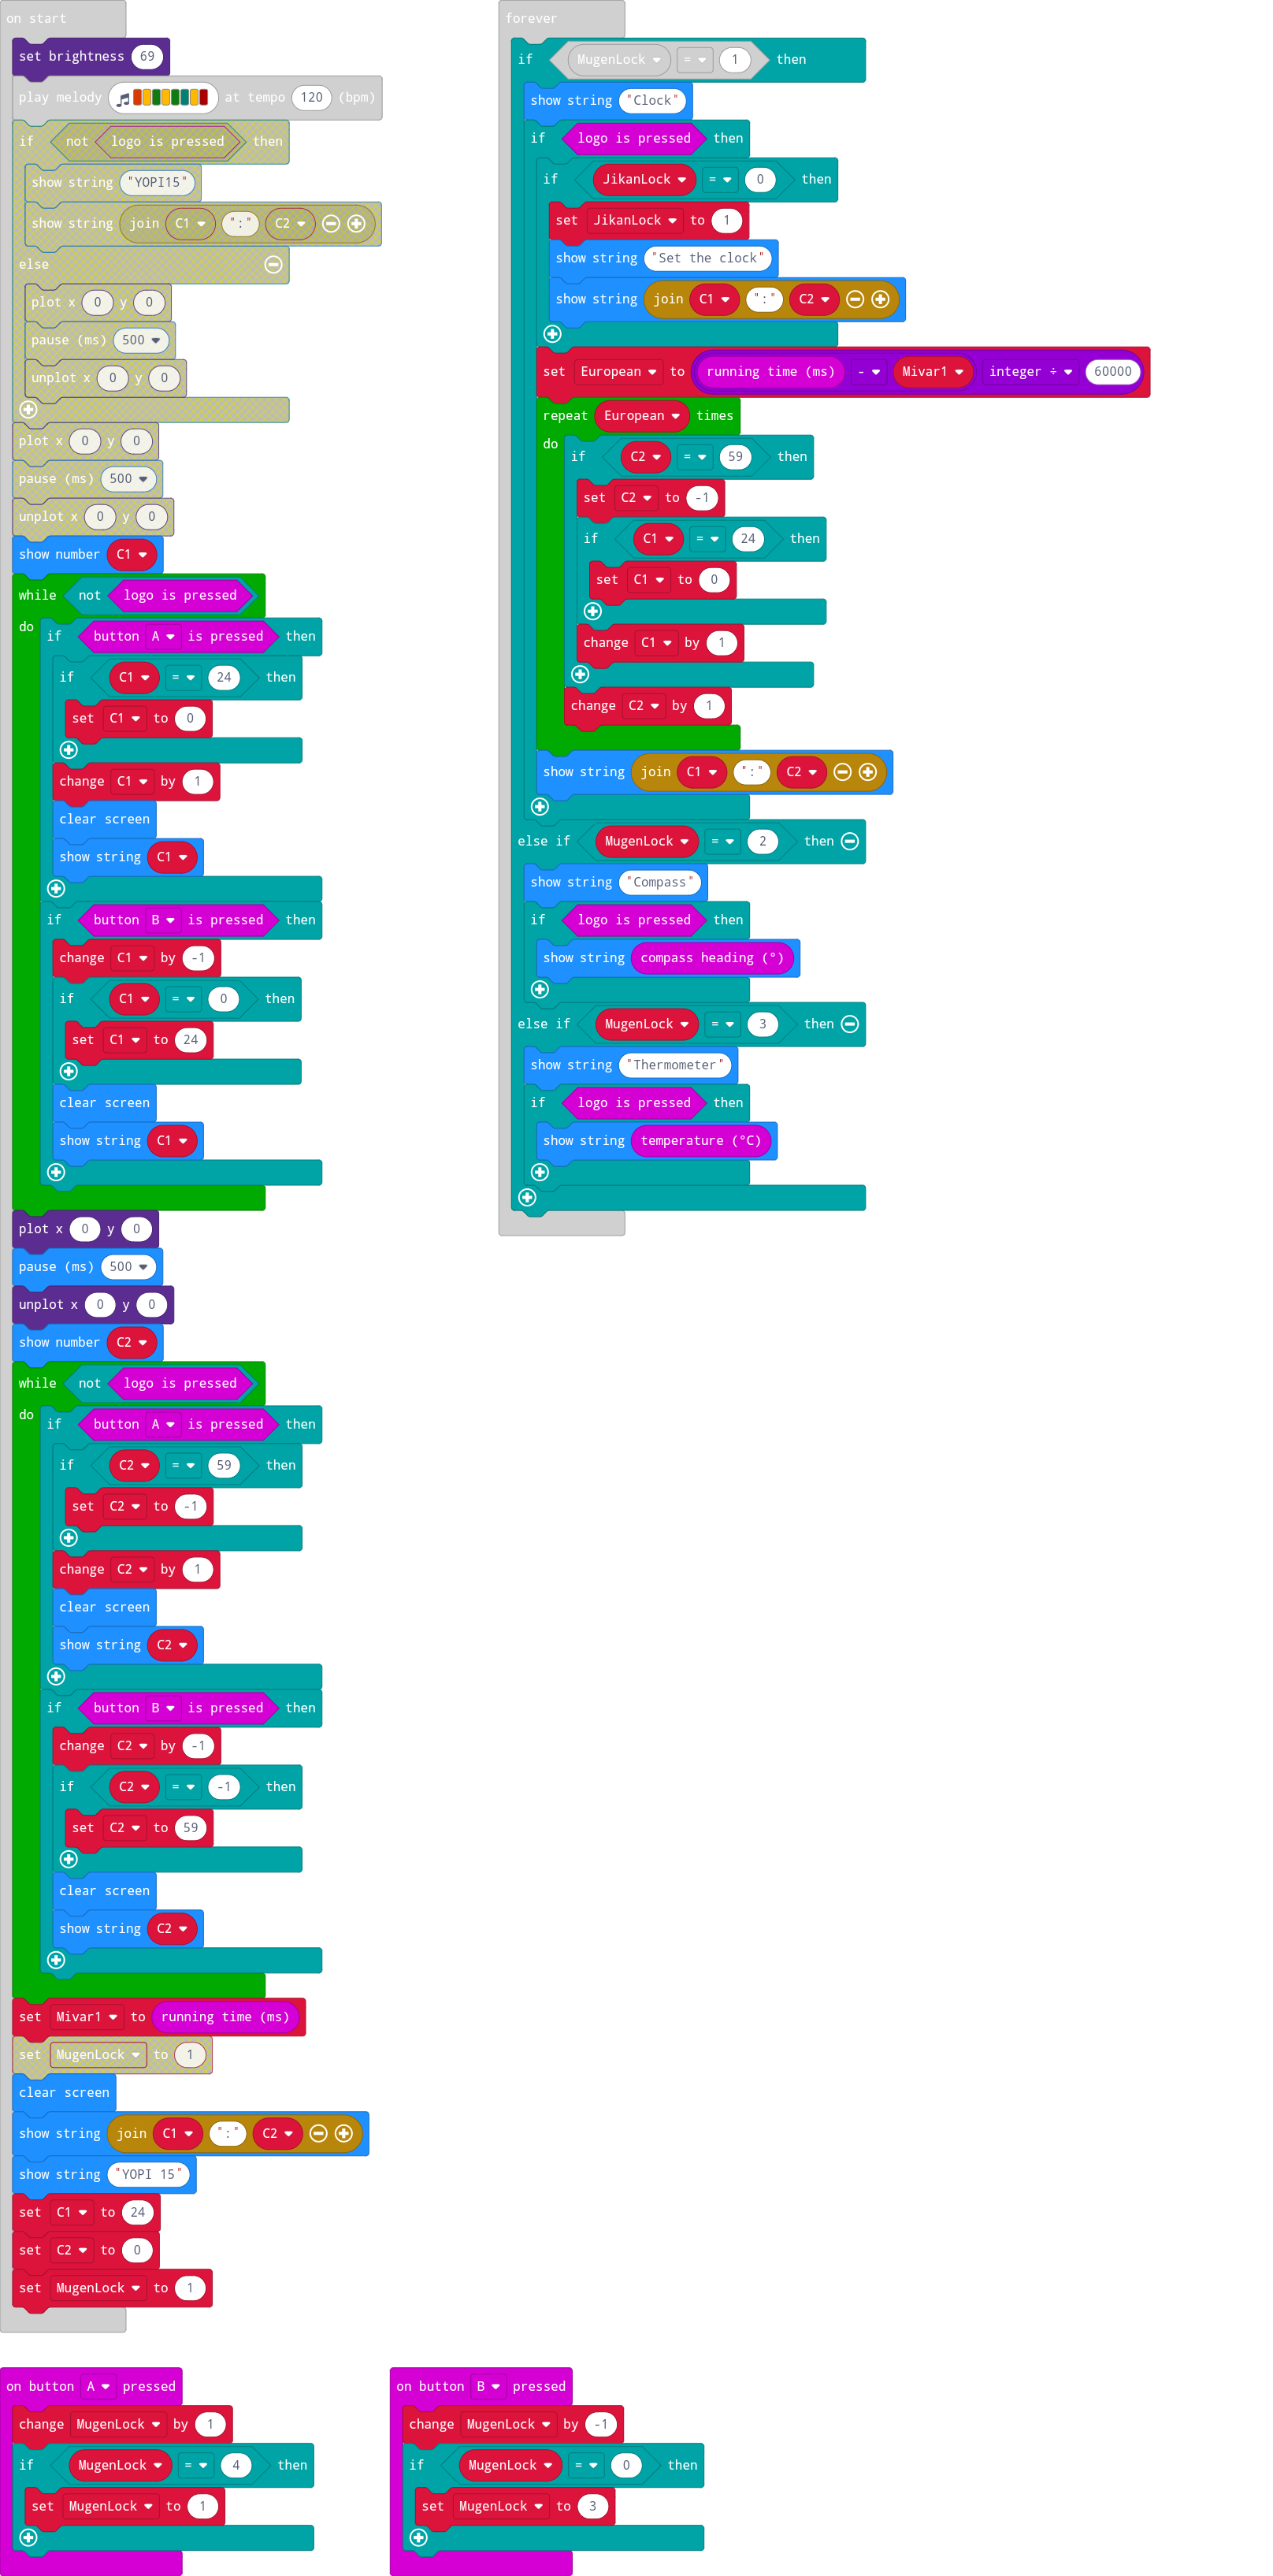 on start
set brightness 69
play melody at tempo 120 (bpm)
if not logo is pressed then
show string "YOPI15"
show string join C1 ":" C2
else
plot x 0 y 0
pause (ms) 500
unplot x 0 y 0
plot x 0 y 0
pause (ms) 500
unplot x 0 y 0
show number C1
while not logo is pressed
do if button A is pressed then
if C1 = 24 then
set C1 to 0
change C1 by 1
clear screen
show string C1
if button B is pressed then
change C1 by -1
if C1 = 0 then
set C1 to 24
clear screen
show string C1
plot x 0 y 0
pause (ms) 500
unplot x 0 y 0
show number C2
while not logo is pressed
do if button A is pressed then
if C2 = 59 then
set C2 to -1
change C2 by 1
clear screen
show string C2
if button B is pressed then
change C2 by -1
if C2 = -1 then
set C2 to 59
clear screen
show string C2
set Mivar1 to running time (ms)
set MugenLock to 1
clear screen
show string join C1 ":" C2
show string "YOPI 15"
set C1 to 24
set C2 to 0
set MugenLock to 1
forever
if MugenLock = 1 then
show string "Clock"
if logo is pressed then
if JikanLock = 0 then
set JikanLock to 1
show string "Set the clock"
show string join C1 ":" C2
set European to running time (ms) - Mivar1 integer ÷ 60000
repeat European times
do if C2 = 59 then
set C2 to -1
if C1 = 24 then
set C1 to 0
change C1 by 1
change C2 by 1
show string join C1 ":" C2
else if MugenLock = 2 then
show string "Compass"
if logo is pressed then
show string compass heading (°)
else if MugenLock = 3 then
show string "Thermometer"
if logo is pressed then
show string temperature (°C)
on button A pressed
change MugenLock by 1
if MugenLock = 4 then
set MugenLock to 1
on button B pressed
change MugenLock by -1
if MugenLock = 0 then
set MugenLock to 3